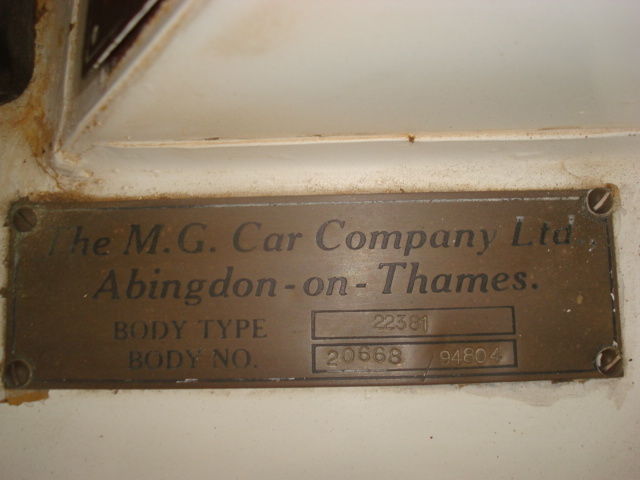 The M.G. Car Company Ltd.,
Abingdon-on-Thames.
BODY TYPE 22381
BODY NO. 20668 / 94804